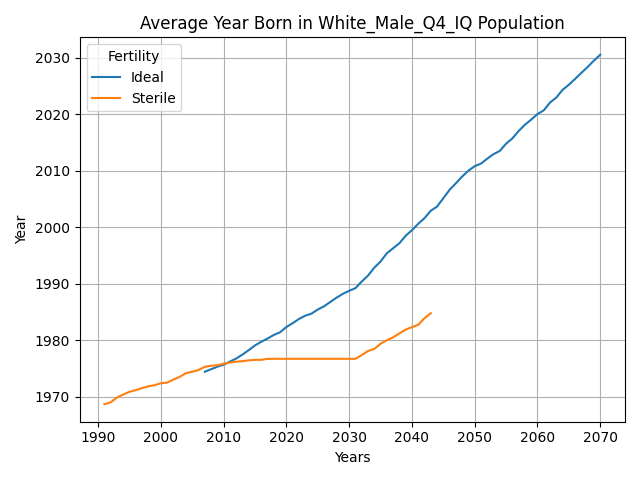 Average Year Born in White_Male_Q4_IQ Population
Fertility
Ideal
Sterile
Year
2030
2020
2010
2000
1990
1980
1970
1990 2000 2010 2020 2030 2040 2050 2060 2070
Years